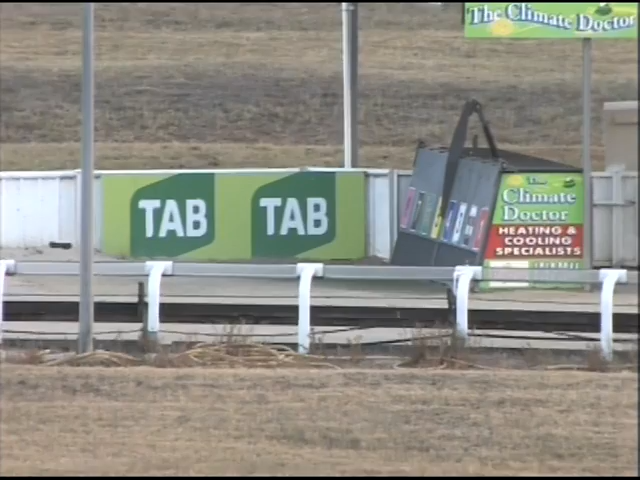 The Climate Doctor
TAB
TAB
The
Climate
Doctor
HEATING &
COOLING
SPECIALISTS